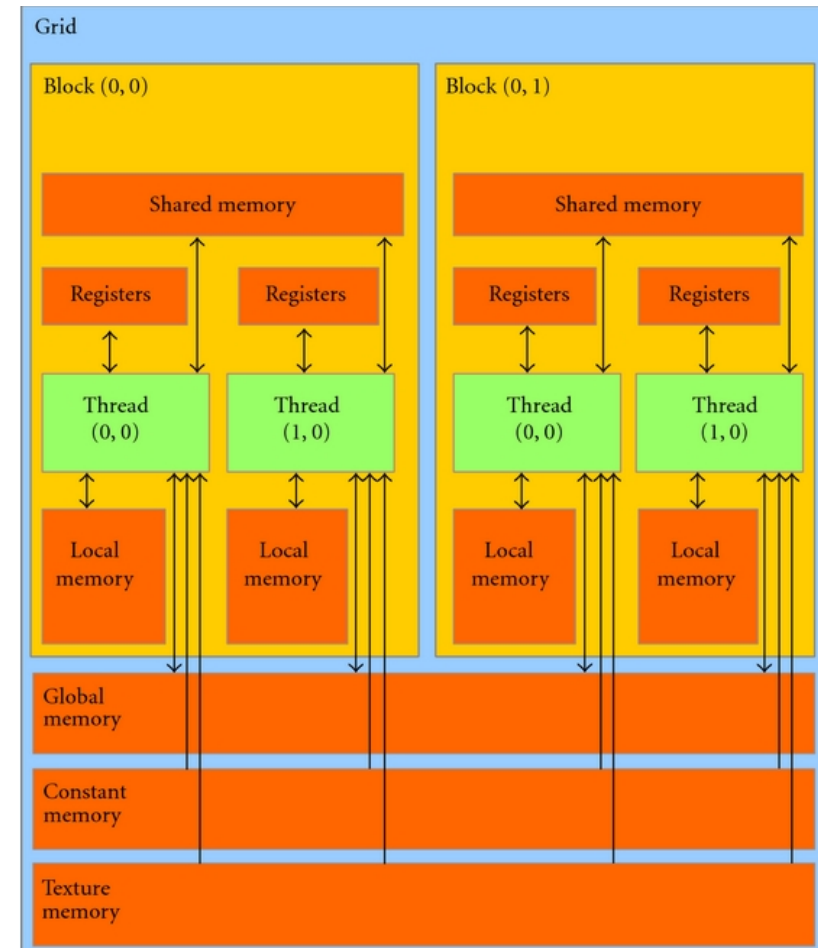 Grid
Block (0, 0)
Block (0, 1)
Shared memory
Shared memory
Registers
Registers
Registers
Registers
Thread
(0, 0)
Thread
(1, 0)
Thread
(0, 0)
Thread
(1, 0)
Local
memory
Local
memory
Local
memory
Local
memory
Global
memory
Constant
memory
Texture
memory